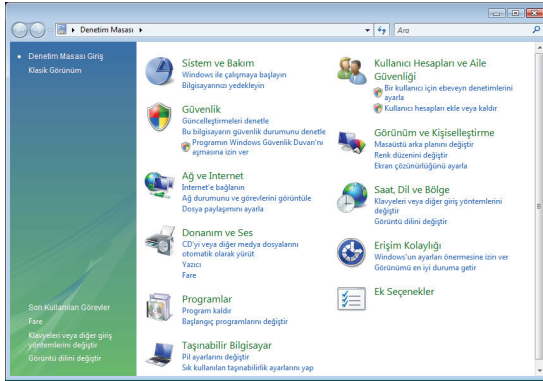 Denetim Masası
Ara
Denetim Masası Giriş
Klasik Görünüm
Son Kullanılan Görevler
Fare
Klavyeleri veya diğer giriş
yöntemlerini değiştir
Görüntü dilini değiştir
Sistem ve Bakım
Windows ile çalışmaya başlayın
Bilgisayarınızı yedekleyin
Güvenlik
Güncelleştirmeleri denetle
Bu bilgisayarın güvenlik durumunu denetle
Programın Windows Güvenlik Duvarı'nı
aşmasına izin ver
Ağ ve Internet
Internet'e bağlanın
Ağ durumunu ve görevlerini görüntüle
Dosya paylaşımını ayarla
Donanım ve Ses
CD'yi veya diğer medya dosyalarını
otomatik olarak yürüt
Yazıcı
Fare
Programlar
Program kaldır
Başlangıç programlarını değiştir
Taşınabilir Bilgisayar
Pil ayarlarını değiştir
Sık kullanılan taşınabilirlik ayarlarını yap
Kullanıcı Hesapları ve Aile
Güvenliği
Bir kullanıcı için ebeveyn denetimlerini
ayarla
Kullanıcı hesapları ekle veya kaldır
Görünüm ve Kişiselleştirme
Masaüstü arka planını değiştir
Renk düzenini değiştir
Ekran çözünürlüğünü ayarla
Saat, Dil ve Bölge
Klavyeleri veya diğer giriş yöntemlerini
değiştir
Görüntü dilini değiştir
Erişim Kolaylığı
Windows'un ayarları önermesine izin ver
Görünümü en iyi duruma getir
Ek Seçenekler